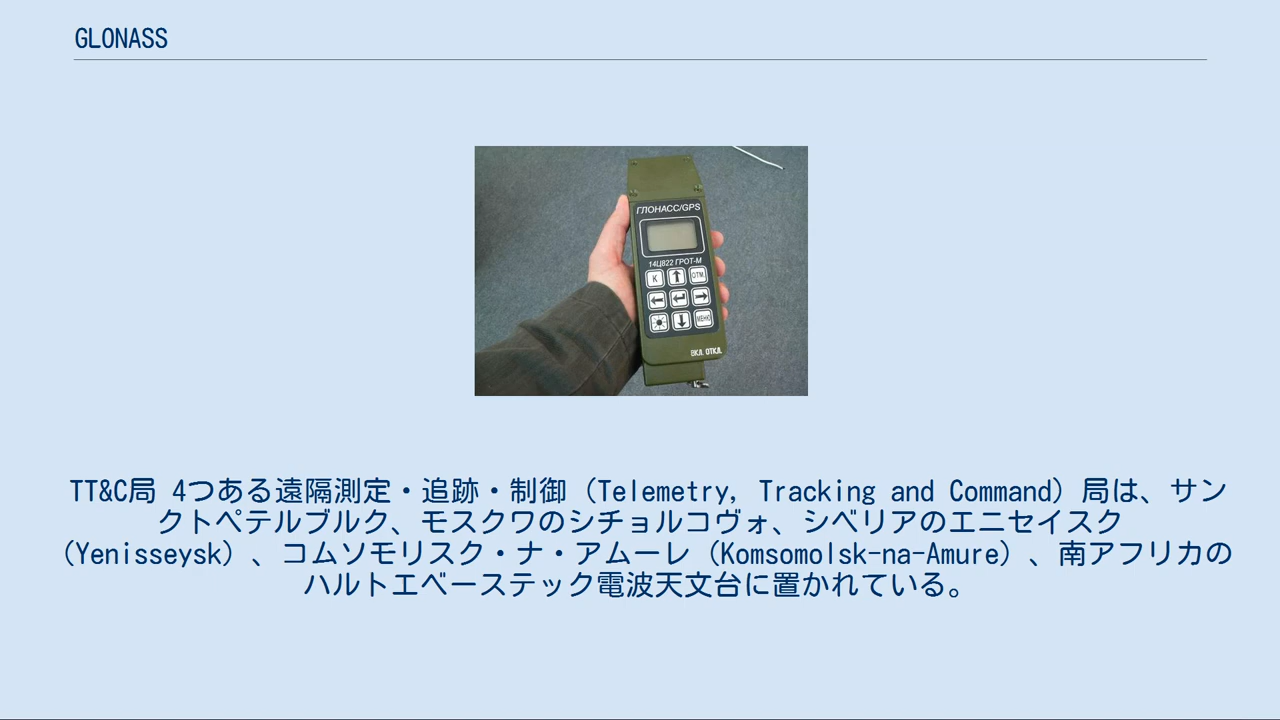 GLONASS
ГЛОНАСС/GPS
14Ц822 ГРОТ-М
К
ОТМ
МЕНЮ
ВКЛ. ОТКЛ.
TT&C局 4つある遠隔測定・追跡・制御（Telemetry, Tracking and Command）局は、サン
クトペテルブルク、モスクワのシチョルコヴォ、シベリアのエニセイスク
（Yenisseysk）、コムソモリスク・ナ・アムーレ（Komsomolsk-na-Amure）、南アフリカの
ハルトエベーステック電波天文台に置かれている。